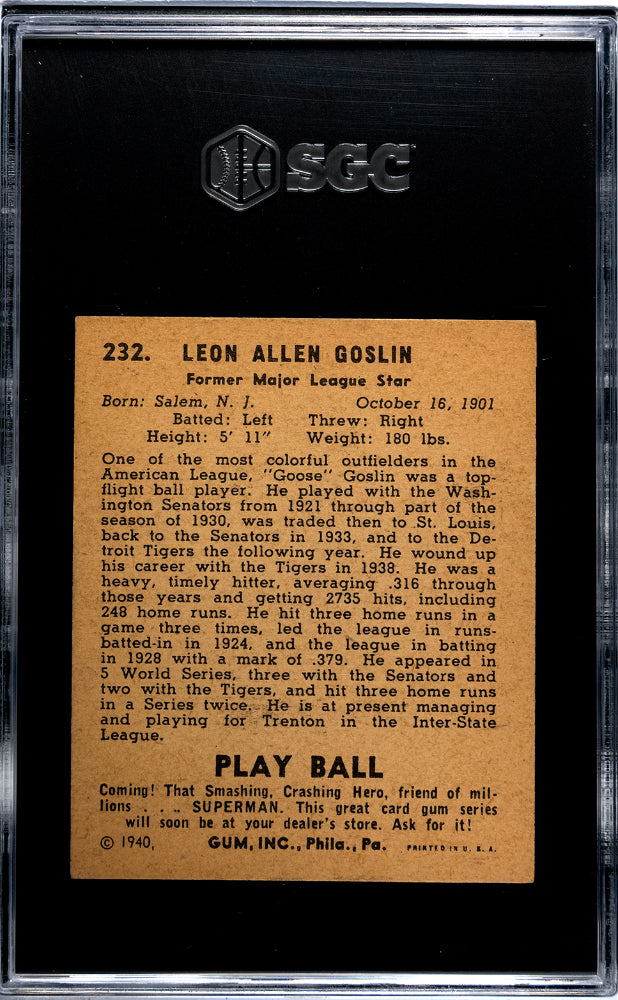 SGC
232. LEON ALLEN GOSLIN
Former Major League Star
Born: Salem, N. J. October 16, 1901
Batted: Left Threw: Right
Height: 5' 11" Weight: 180 lbs.
One of the most colorful outfielders in the
American League, "Goose" Goslin was a top-
flight ball player. He played with the Wash-
ington Senators from 1921 through part of the
season of 1930, was traded then to St. Louis,
back to the Senators in 1933, and to the De-
troit Tigers the following year. He wound up
his career with the Tigers in 1938. He was a
heavy, timely hitter, averaging .316 through
those years and getting 2735 hits, including
248 home runs. He hit three home runs in a
game three times, led the league in runs-
batted-in in 1924, and the league in batting
in 1928 with a mark of .379. He appeared in
5 World Series, three with the Senators and
two with the Tigers, and hit three home runs
in a Series twice. He is at present managing
and playing for Trenton in the Inter-State
League.
PLAY BALL
Coming! That Smashing, Crashing Hero, friend of mil-
lions . . . . SUPERMAN. This great card gum series
will soon be at your dealer's store. Ask for it!
© 1940, GUM, INC., Phila., Pa. PRINTED IN U. S. A.